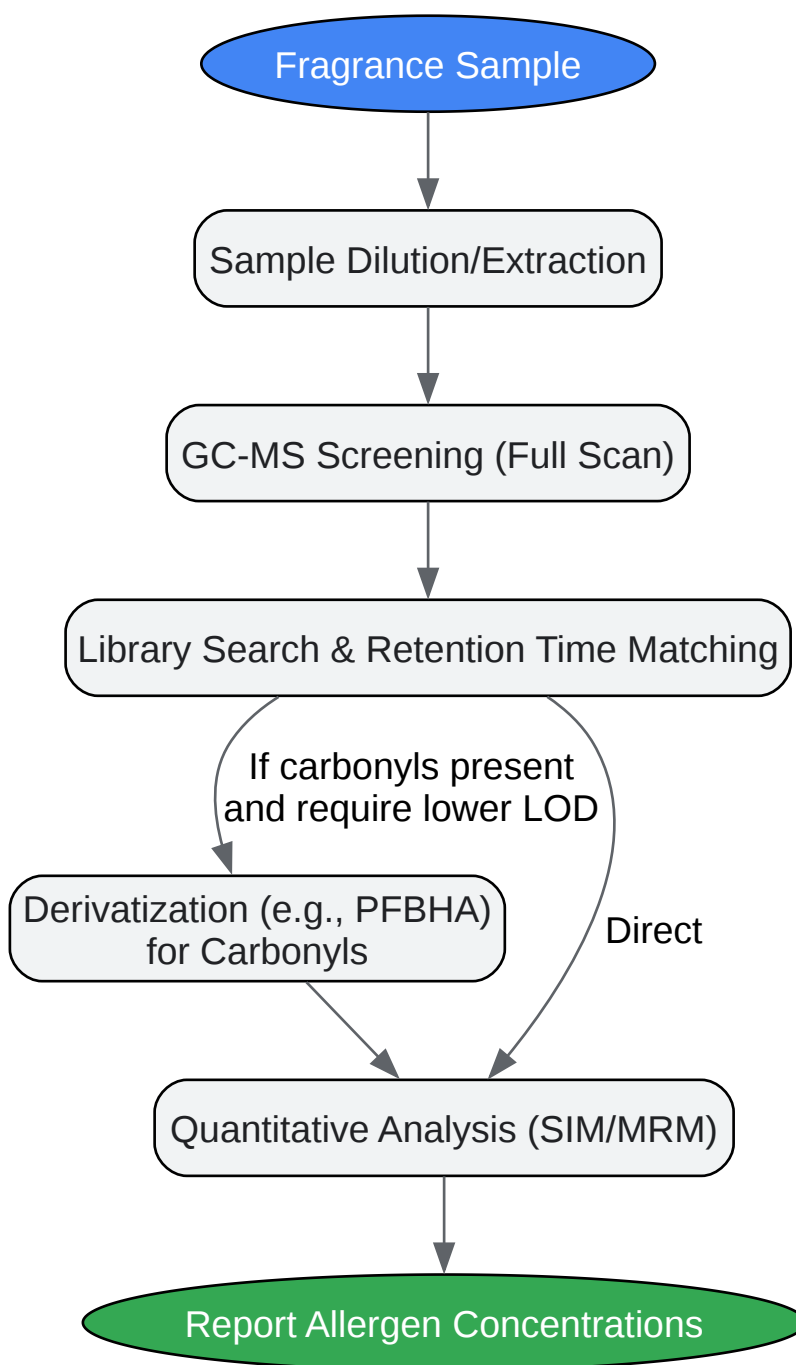 Fragrance Sample
Sample Dilution/Extraction
GC-MS Screening (Full Scan)
Library Search & Retention Time Matching
If carbonyls present
and require lower LOD
Derivatization (e.g., PFBHA)
for Carbonyls
Direct
Quantitative Analysis (SIM/MRM)
Report Allergen Concentrations